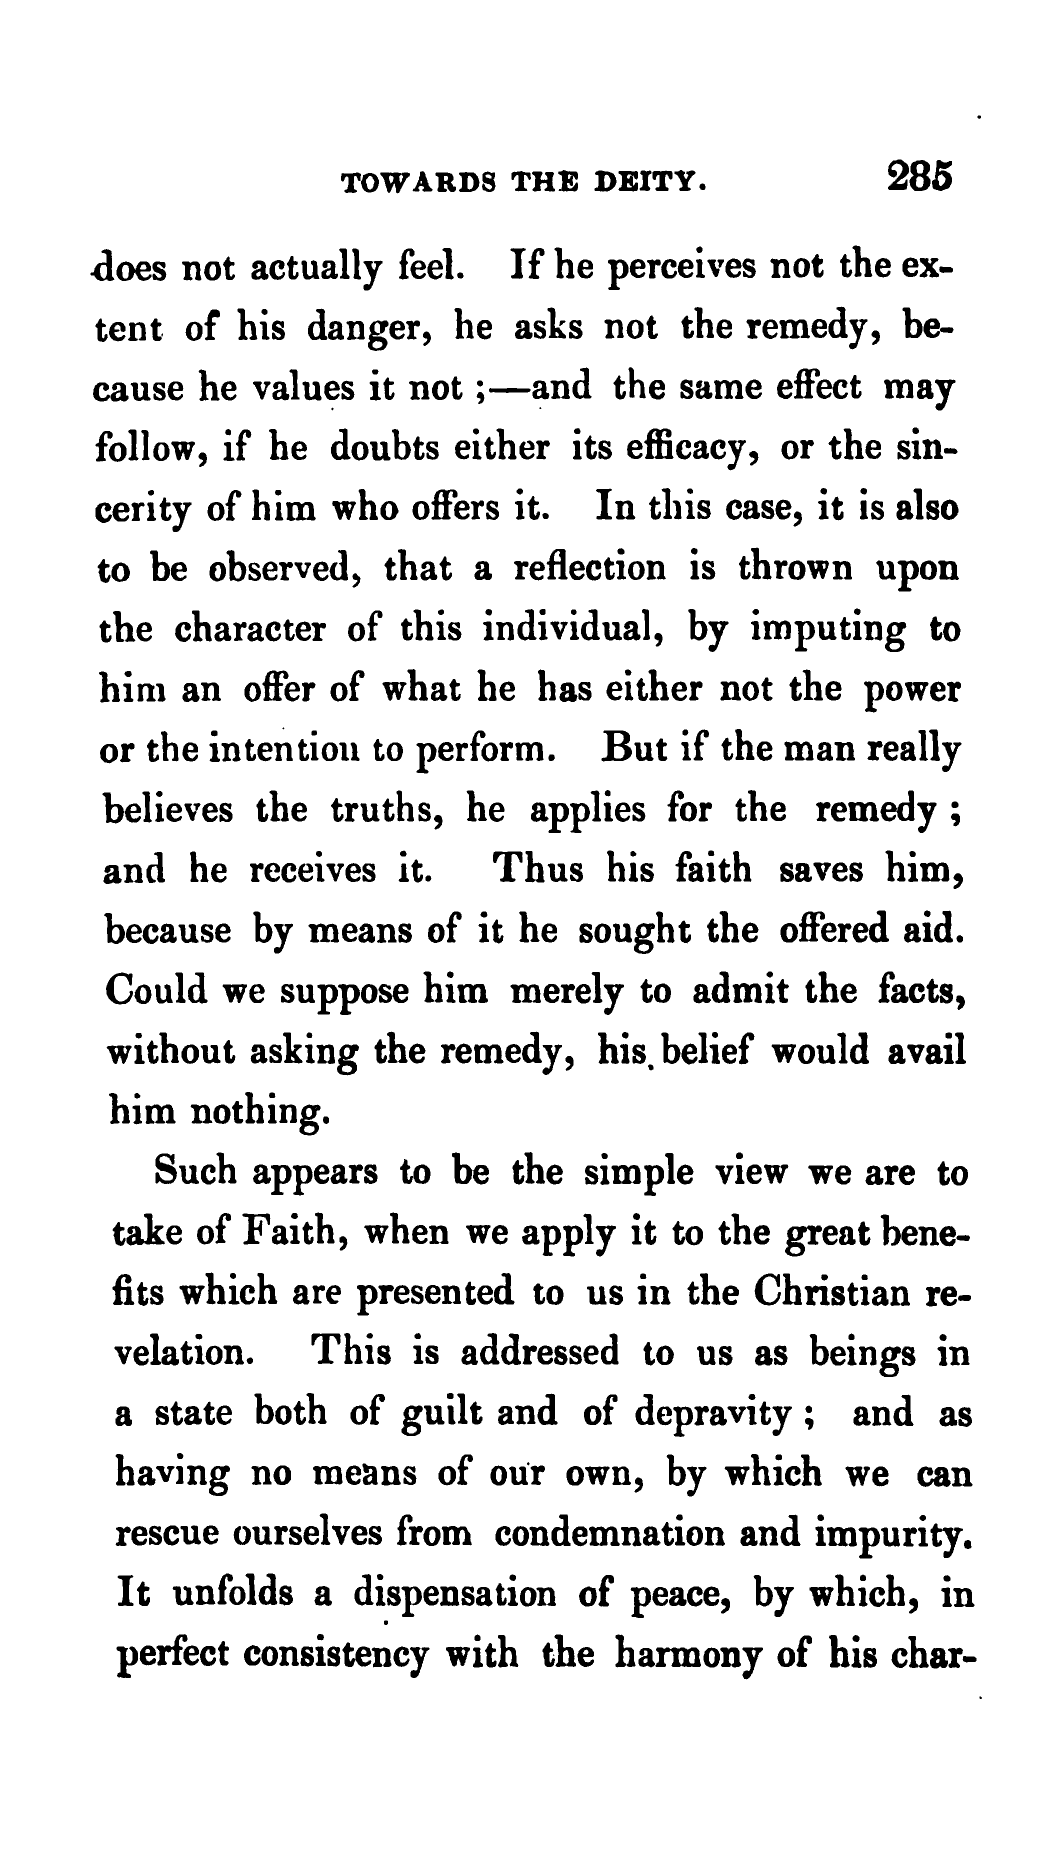 TOWARDS THE DEITY. 285
does not actually feel. If he perceives not the ex-
tent of his danger, he asks not the remedy, be-
cause he values it not ;—and the same effect may
follow, if he doubts either its efficacy, or the sin-
cerity of him who offers it. In this case, it is also
to be observed, that a reflection is thrown upon
the character of this individual, by imputing to
him an offer of what he has either not the power
or the intention to perform. But if the man really
believes the truths, he applies for the remedy ;
and he receives it. Thus his faith saves him,
because by means of it he sought the offered aid.
Could we suppose him merely to admit the facts,
without asking the remedy, his belief would avail
him nothing.
Such appears to be the simple view we are to
take of Faith, when we apply it to the great bene-
fits which are presented to us in the Christian re-
velation. This is addressed to us as beings in
a state both of guilt and of depravity ; and as
having no means of our own, by which we can
rescue ourselves from condemnation and impurity.
It unfolds a dispensation of peace, by which, in
perfect consistency with the harmony of his char-